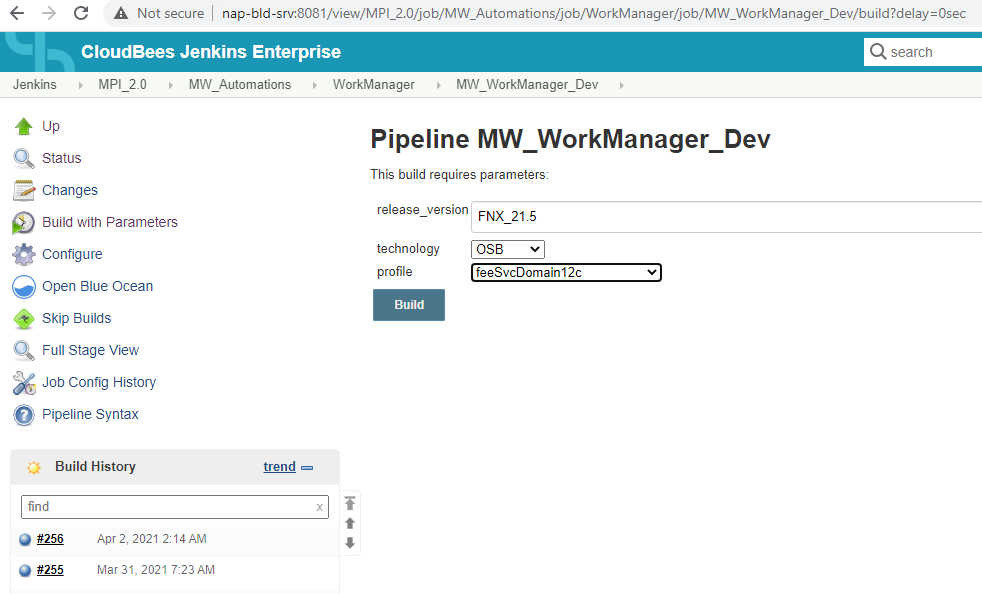 Not secure | nap-bld-srv:8081/view/MPI_2.0/job/MW_Automations/job/WorkManager/job/MW_WorkManager_Dev/build?delay=0sec
CloudBees Jenkins Enterprise
search
Jenkins MPI_2.0 MW_Automations WorkManager MW_WorkManager_Dev
Up
Status
Changes
Build with Parameters
Configure
Open Blue Ocean
Skip Builds
Full Stage View
Job Config History
Pipeline Syntax
Build History trend
find x
#256 Apr 2, 2021 2:14 AM
#255 Mar 31, 2021 7:23 AM
Pipeline MW_WorkManager_Dev
This build requires parameters:
release_version FNX_21.5
technology OSB
profile feeSvcDomain12c
Build